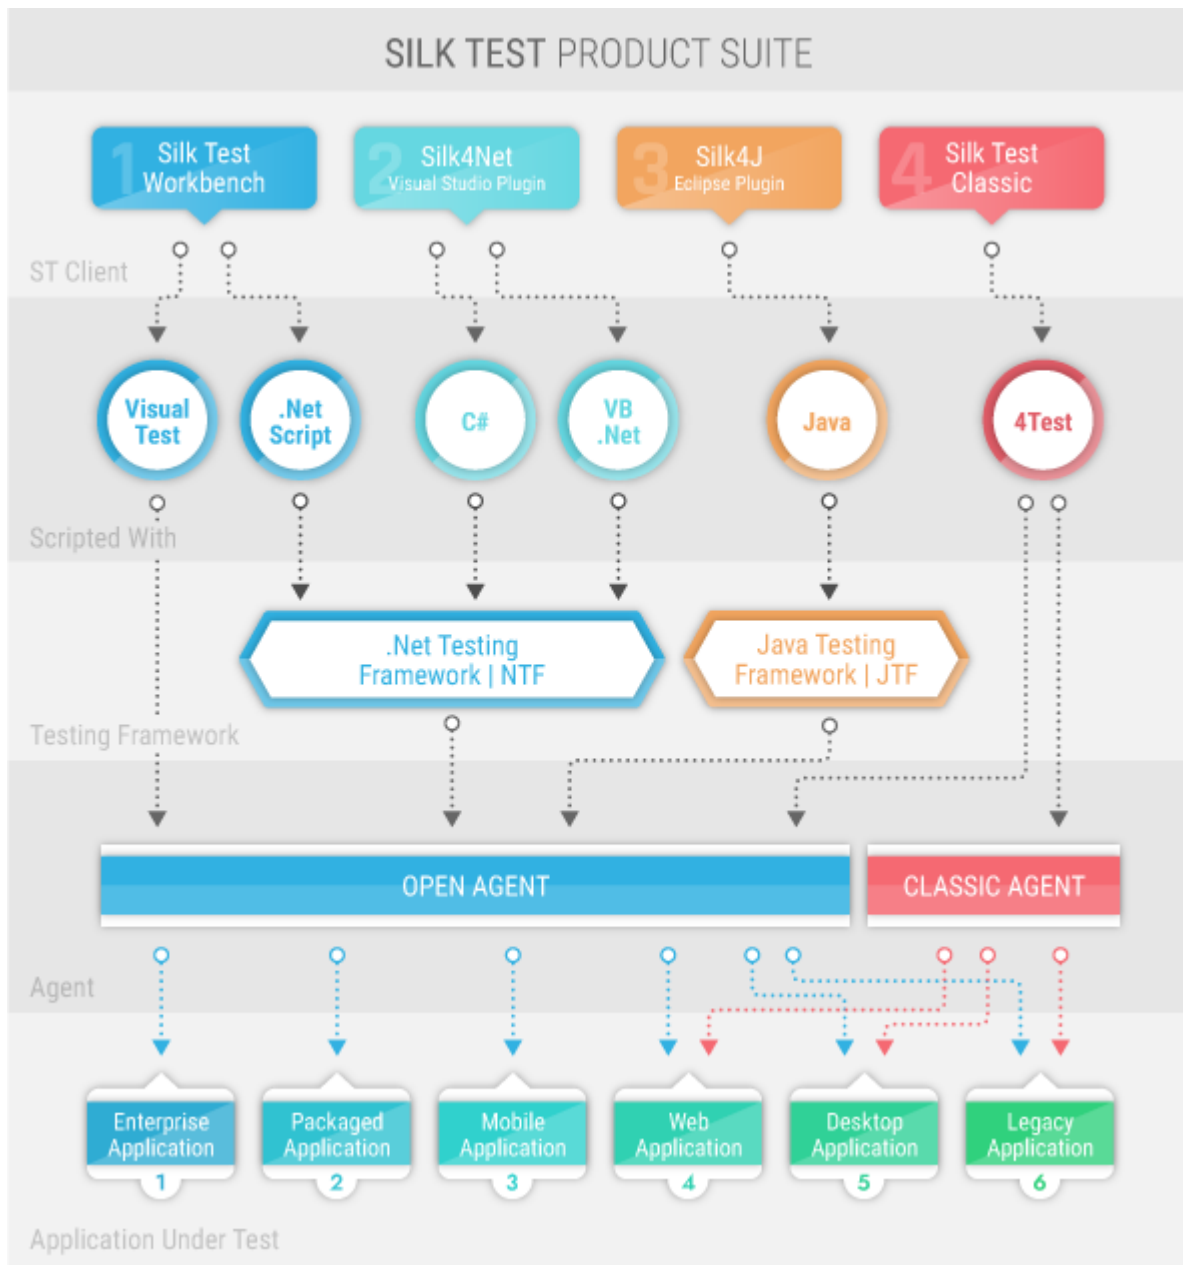 SILK TEST PRODUCT SUITE
1
Silk Test
Workbench
2
Silk4Net
Visual Studio Plugin
3
Silk4J
Eclipse Plugin
4
Silk Test
Classic
ST Client
Visual
Test
.Net
Script
C#
VB
.Net
Java
4Test
Scripted With
.Net Testing
Framework | NTF
Java Testing
Framework | JTF
Testing Framework
OPEN AGENT
CLASSIC AGENT
Agent
Enterprise
Application
1
Packaged
Application
2
Mobile
Application
3
Web
Application
4
Desktop
Application
5
Legacy
Application
6
Application Under Test